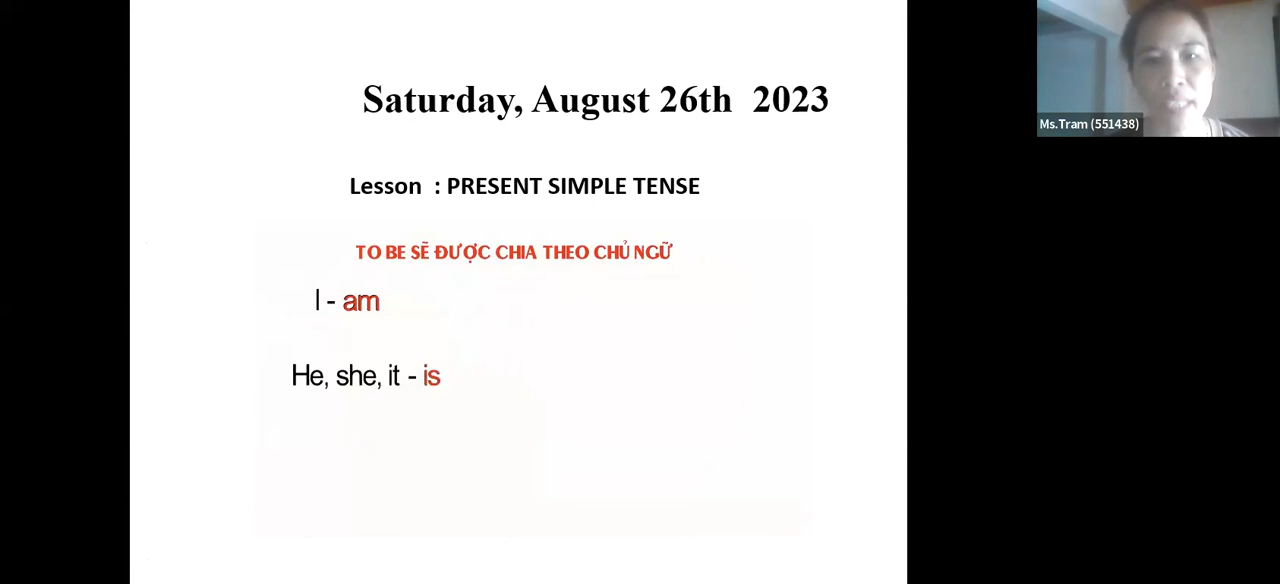 Saturday, August 26th 2023
Ms.Tram (551438)
Lesson : PRESENT SIMPLE TENSE
TO BE SẼ ĐƯỢC CHIA THEO CHỦ NGỮ
I - am
He, she, it - is